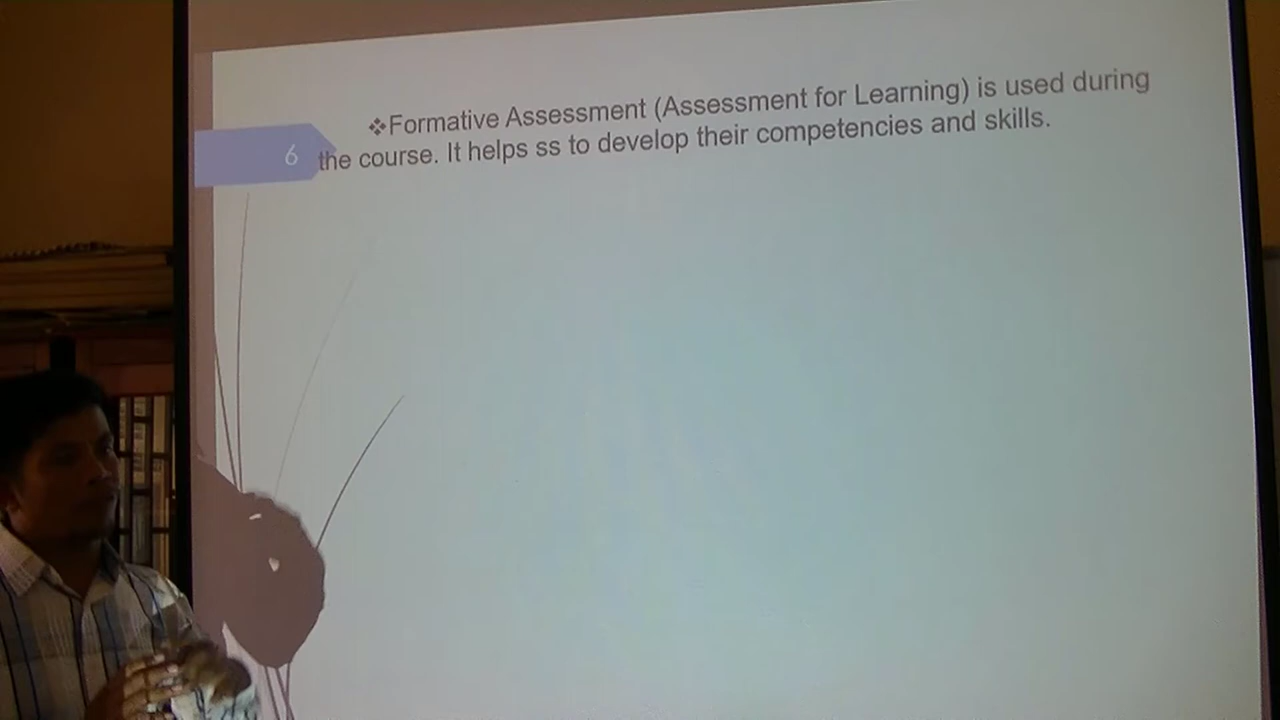 ❖Formative Assessment (Assessment for Learning) is used during
the course. It helps ss to develop their competencies and skills.
6